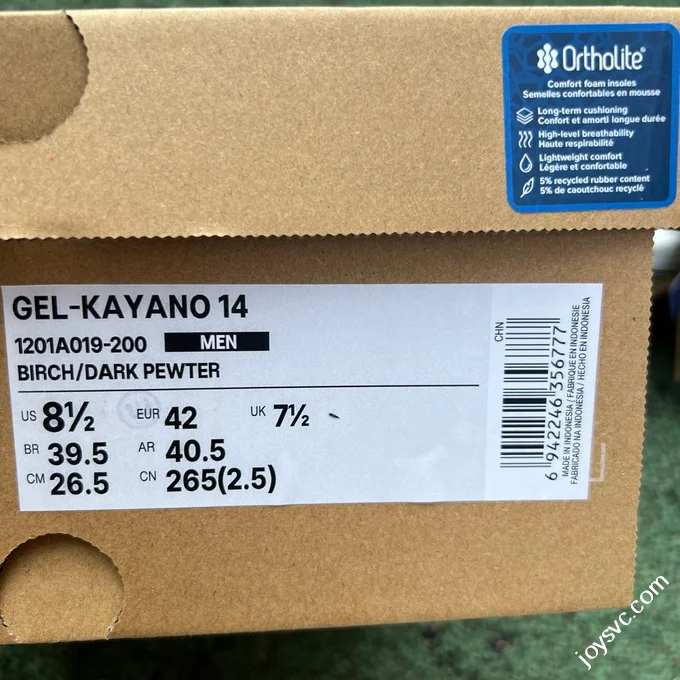 OrthoLite®
Comfort foam insoles
Semelles confortables en mousse
Long-term cushioning
Confort et amorti longue durée
High-level breathability
Haute respirabilité
Lightweight comfort
Légère et confortable
5% recycled rubber content
5% de caoutchouc recyclé
GEL-KAYANO 14
1201A019-200 MEN
BIRCH/DARK PEWTER
US 8½ EUR 42 UK 7½
BR 39.5 AR 40.5
CM 26.5 CN 265(2.5)
CHN
6 942246 356777
MADE IN INDONESIA / FABRIQUE EN INDONESIE
FABRICADO NA INDONÉSIA / HECHO EN INDONESIA
joysvc.com